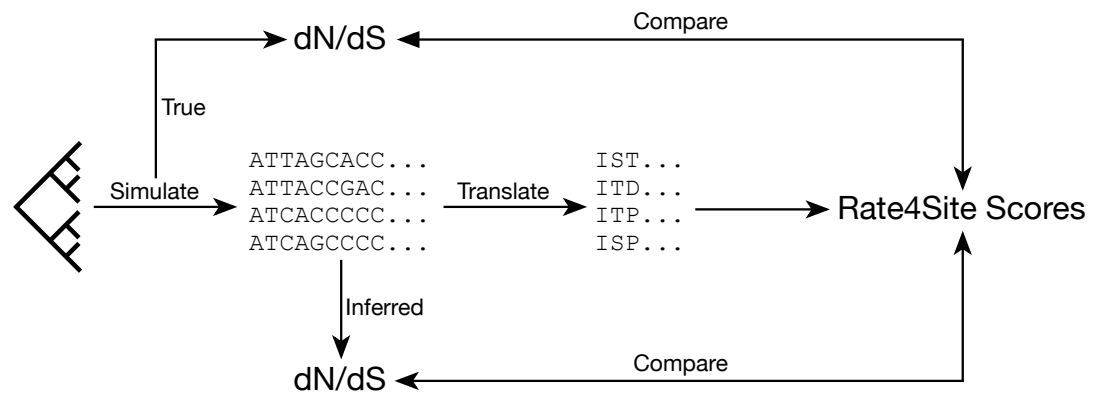 Compare
dN/dS
True
Simulate
ATTAGCACC...
ATTACCGAC...
ATCACCCCC...
ATCAGCCCC...
Translate
IST...
ITD...
ITP...
ISP...
Rate4Site Scores
Inferred
Compare
dN/dS